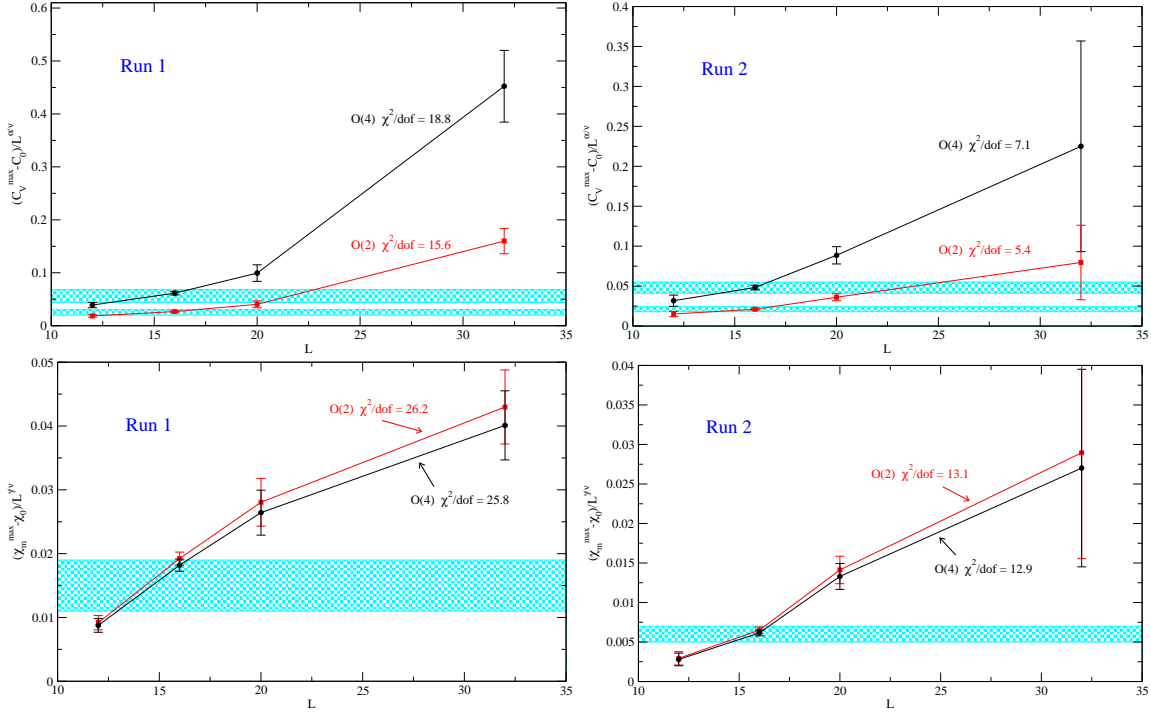 0.6
0.5
0.4
0.3
0.2
0.1
0
(C_V^max-C_0)/L^α/ν
Run 1
O(4) χ²/dof = 18.8
O(2) χ²/dof = 15.6
10 15 20 25 30 35
L
0.4
0.35
0.3
0.25
0.2
0.15
0.1
0.05
0
(C_V^max-C_0)/L^α/ν
Run 2
O(4) χ²/dof = 7.1
O(2) χ²/dof = 5.4
10 15 20 25 30 35
L
0.05
0.04
0.03
0.02
0.01
0
(χ_m^max-χ_0)/L^γ/ν
Run 1
O(2) χ²/dof = 26.2
O(4) χ²/dof = 25.8
10 15 20 25 30 35
L
0.04
0.035
0.03
0.025
0.02
0.015
0.01
0.005
0
(χ_m^max-χ_0)/L^γ/ν
Run 2
O(2) χ²/dof = 13.1
O(4) χ²/dof = 12.9
10 15 20 25 30 35
L